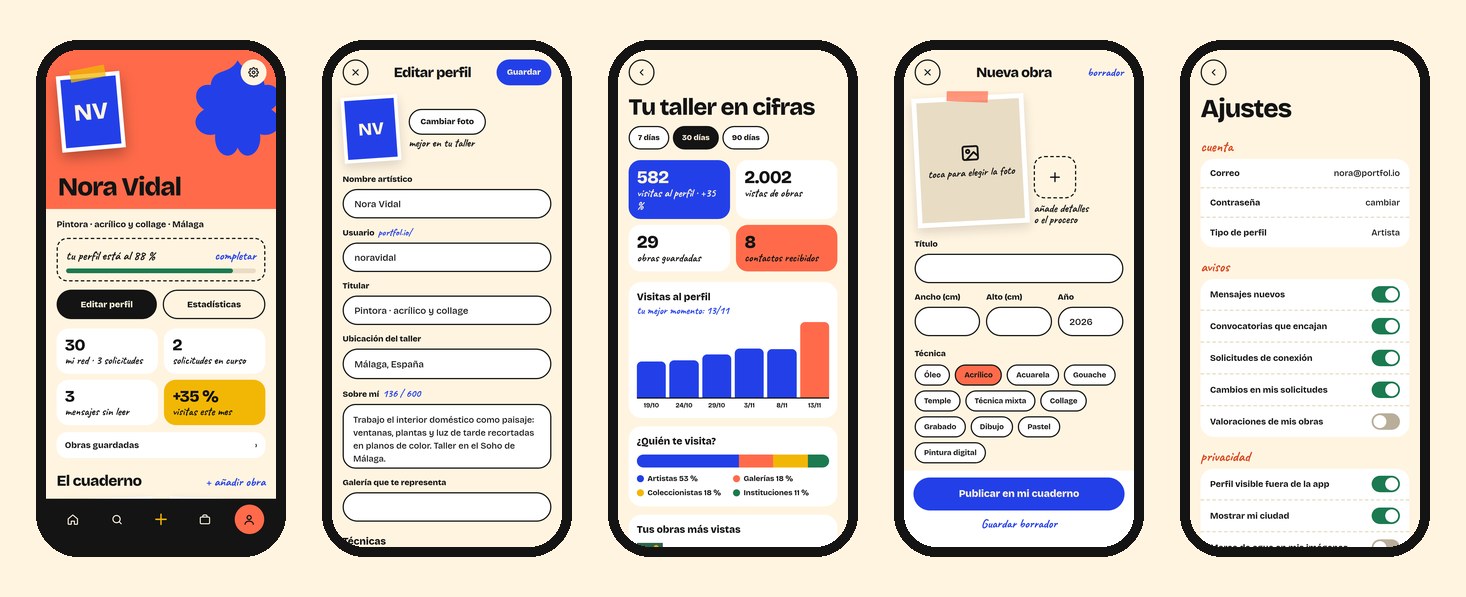 NV
Nora Vidal
Pintora · acrílico y collage · Málaga
tu perfil está al 88 % completar
Editar perfil Estadísticas
30
mi red · 3 solicitudes
2
solicitudes en curso
3
mensajes sin leer
+35 %
visitas este mes
Obras guardadas ›
El cuaderno + añadir obra
Editar perfil Guardar
NV
Cambiar foto
mejor en tu taller
Nombre artístico
Nora Vidal
Usuario portfol.io/
noravidal
Titular
Pintora · acrílico y collage
Ubicación del taller
Málaga, España
Sobre mí 136 / 600
Trabajo el interior doméstico como paisaje:
ventanas, plantas y luz de tarde recortadas
en planos de color. Taller en el Soho de
Málaga.
Galería que te representa
Técnicas
Tu taller en cifras
7 días 30 días 90 días
582
visitas al perfil · +35
%
2.002
vistas de obras
29
obras guardadas
8
contactos recibidos
Visitas al perfil
tu mejor momento: 13/11
19/10 24/10 29/10 3/11 8/11 13/11
¿Quién te visita?
Artistas 53 % Galerías 18 %
Coleccionistas 18 % Instituciones 11 %
Tus obras más vistas
Nueva obra borrador
toca para elegir la foto
añade detalles
o el proceso
Título
Ancho (cm) Alto (cm) Año
2026
Técnica
Óleo Acrílico Acuarela Gouache
Temple Técnica mixta Collage
Grabado Dibujo Pastel
Pintura digital
Publicar en mi cuaderno
Guardar borrador
Ajustes
cuenta
Correo nora@portfol.io
Contraseña cambiar
Tipo de perfil Artista
avisos
Mensajes nuevos
Convocatorias que encajan
Solicitudes de conexión
Cambios en mis solicitudes
Valoraciones de mis obras
privacidad
Perfil visible fuera de la app
Mostrar mi ciudad
Marca de agua en mis imágenes